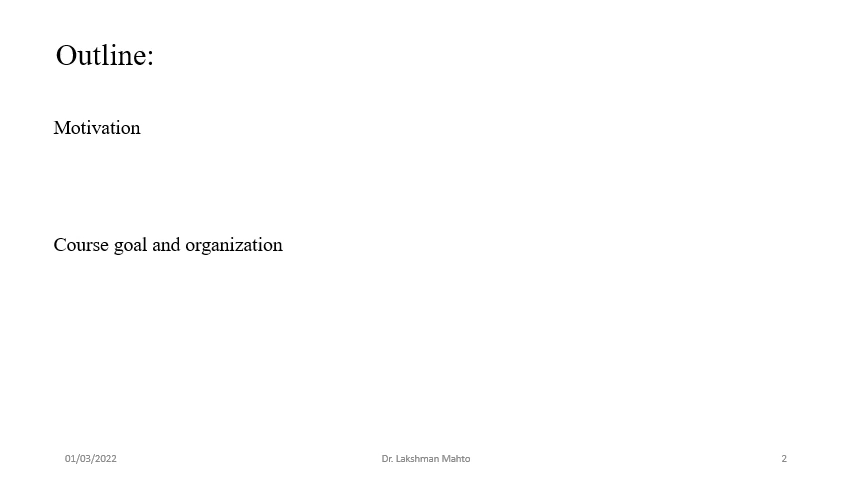 Outline:
Motivation
Course goal and organization
01/03/2022
Dr. Lakshman Mahto
2